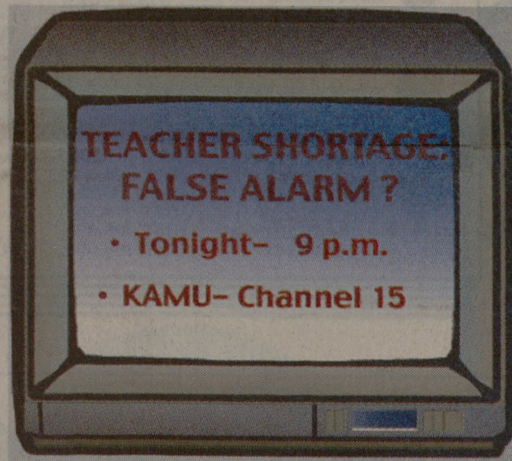 TEACHER SHORTAGE:
FALSE ALARM ?
• Tonight– 9 p.m.
• KAMU– Channel 15